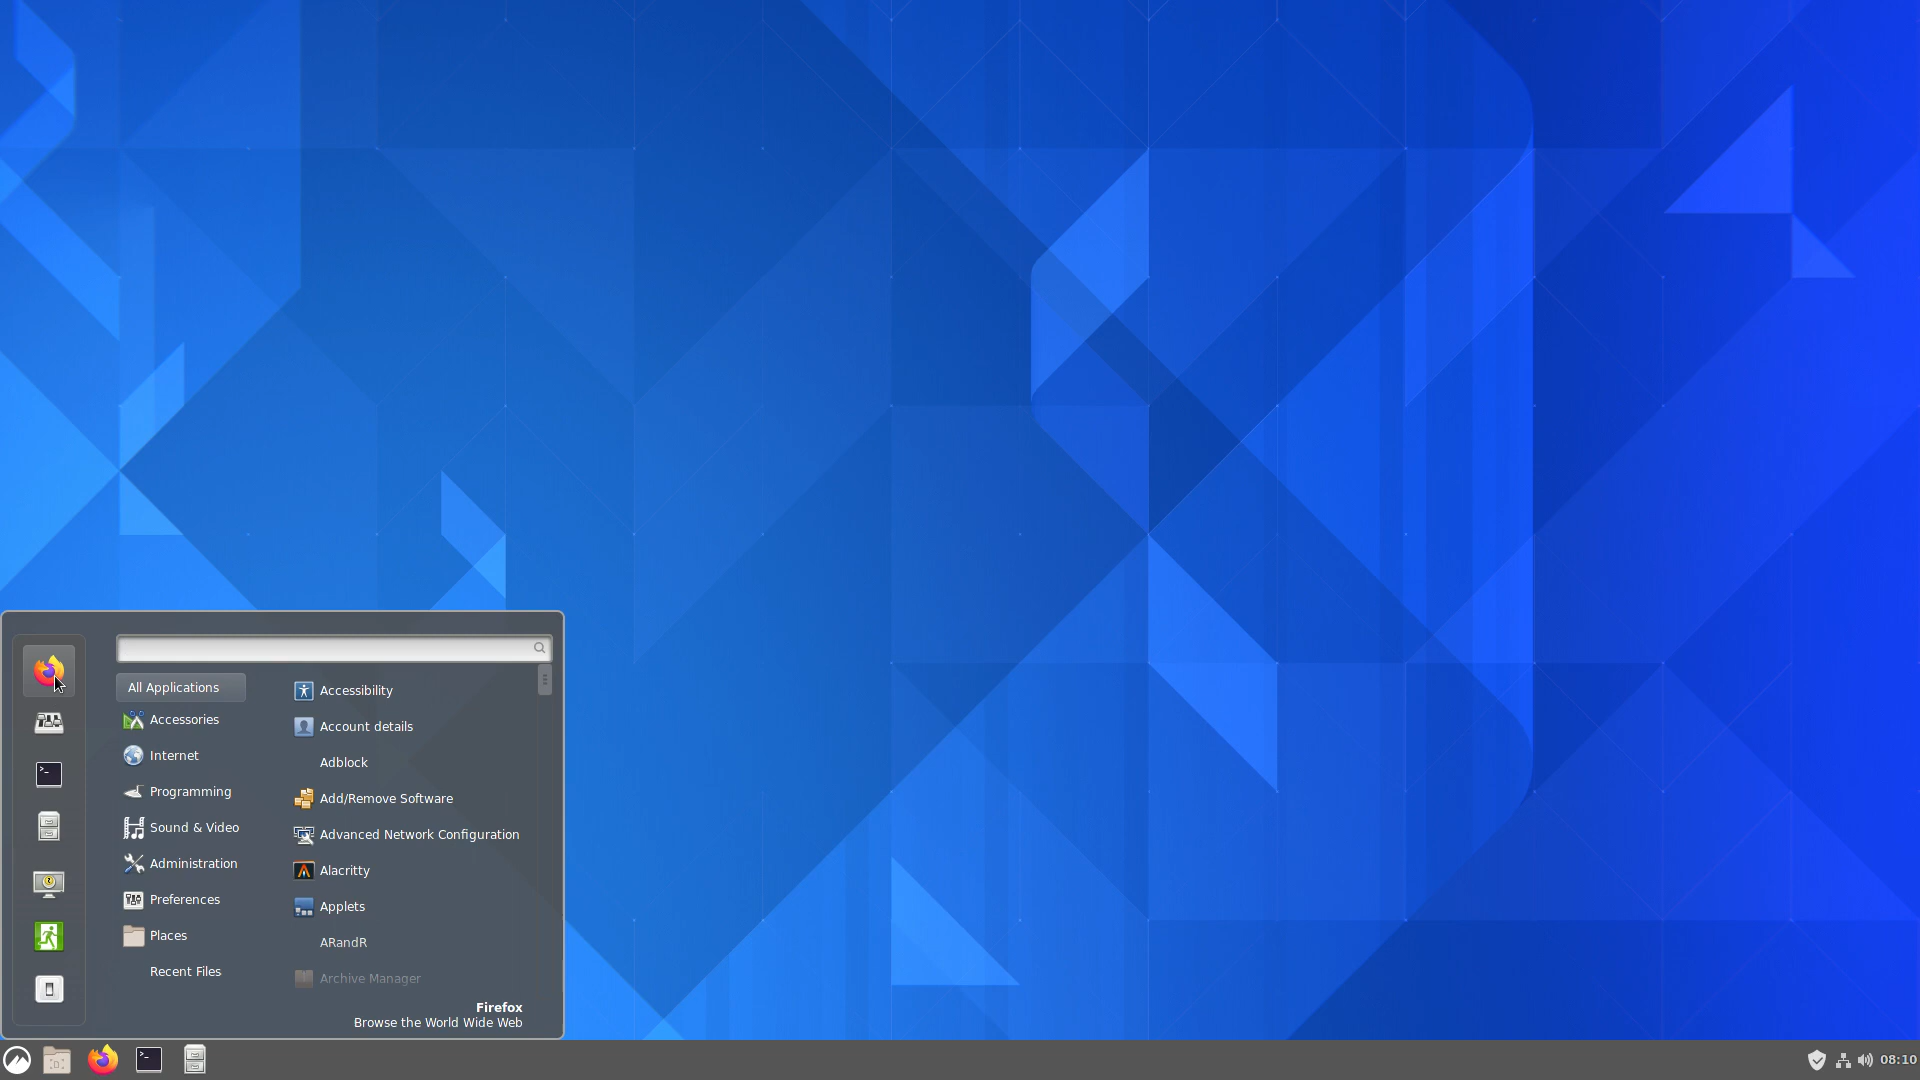 All Applications
Accessories
Internet
Programming
Sound & Video
Administration
Preferences
Places
Recent Files
Accessibility
Account details
Adblock
Add/Remove Software
Advanced Network Configuration
Alacritty
Applets
ARandR
Archive Manager
Firefox
Browse the World Wide Web
08:10